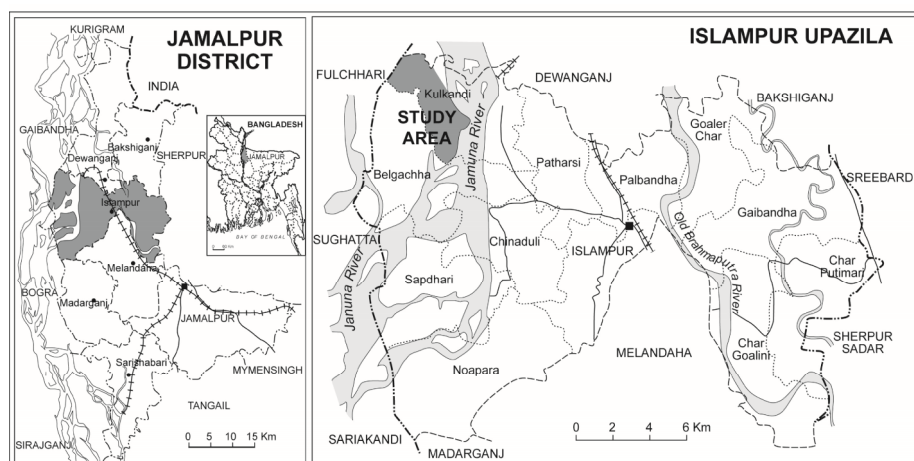 KURIGRAM
JAMALPUR
DISTRICT
INDIA
GAIBANDHA
Bakshiganj
Dewanganj
SHERPUR
Islampur
BANGLADESH
JAMALPUR
BAY OF BENGAL
0 50 Km
Melandaha
BOGRA
Madarganj
JAMALPUR
Sarishabari
MYMENSINGH
TANGAIL
SIRAJGANJ
0 5 10 15 Km
ISLAMPUR UPAZILA
FULCHHARI
DEWANGANJ
Kulkandi
STUDY
AREA
BAKSHIGANJ
Goaler
Char
Jamuna River
Patharsi
Belgachha
Palbandha
SREEBARD
Gaibandha
SUGHATTAI
Chinaduli
ISLAMPUR
Old Brahmaputra River
Char
Putimari
Januna River
Sapdhari
MELANDAHA
SHERPUR
SADAR
Char
Goalini
Noapara
SARIAKANDI
MADARGANJ
0 2 4 6 Km